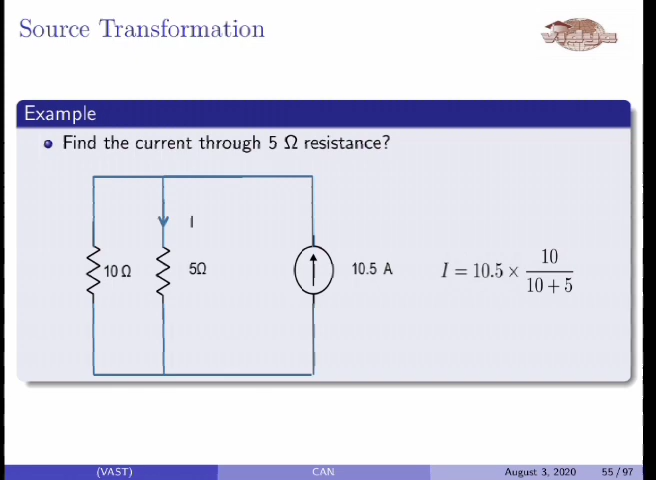 Source Transformation
vidya
Example
Find the current through 5 Ω resistance?
I
10 Ω
5Ω
10.5 A
I = 10.5 × 10 / 10 + 5
(VAST)
CAN
August 3, 2020
55 / 97